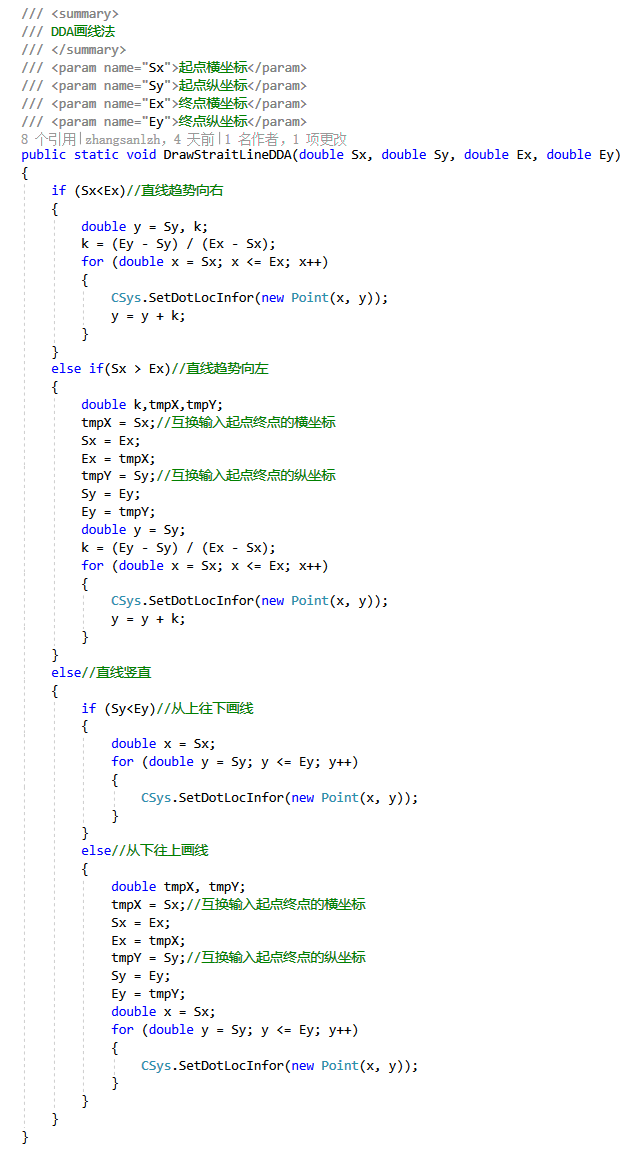 /// <summary>
/// DDA画线法
/// </summary>
/// <param name="Sx">起点横坐标</param>
/// <param name="Sy">起点纵坐标</param>
/// <param name="Ex">终点横坐标</param>
/// <param name="Ey">终点纵坐标</param>
8 个引用|zhangsanlzh，4 天前|1 名作者，1 项更改
public static void DrawStraitLineDDA(double Sx, double Sy, double Ex, double Ey)
{
    if (Sx<Ex)//直线趋势向右
    {
        double y = Sy, k;
        k = (Ey - Sy) / (Ex - Sx);
        for (double x = Sx; x <= Ex; x++)
        {
            CSys.SetDotLocInfor(new Point(x, y));
            y = y + k;
        }
    }
    else if(Sx > Ex)//直线趋势向左
    {
        double k,tmpX,tmpY;
        tmpX = Sx;//互换输入起点终点的横坐标
        Sx = Ex;
        Ex = tmpX;
        tmpY = Sy;//互换输入起点终点的纵坐标
        Sy = Ey;
        Ey = tmpY;
        double y = Sy;
        k = (Ey - Sy) / (Ex - Sx);
        for (double x = Sx; x <= Ex; x++)
        {
            CSys.SetDotLocInfor(new Point(x, y));
            y = y + k;
        }
    }
    else//直线竖直
    {
        if (Sy<Ey)//从上往下画线
        {
            double x = Sx;
            for (double y = Sy; y <= Ey; y++)
            {
                CSys.SetDotLocInfor(new Point(x, y));
            }
        }
        else//从下往上画线
        {
            double tmpX, tmpY;
            tmpX = Sx;//互换输入起点终点的横坐标
            Sx = Ex;
            Ex = tmpX;
            tmpY = Sy;//互换输入起点终点的纵坐标
            Sy = Ey;
            Ey = tmpY;
            double x = Sx;
            for (double y = Sy; y <= Ey; y++)
            {
                CSys.SetDotLocInfor(new Point(x, y));
            }
        }
    }
}